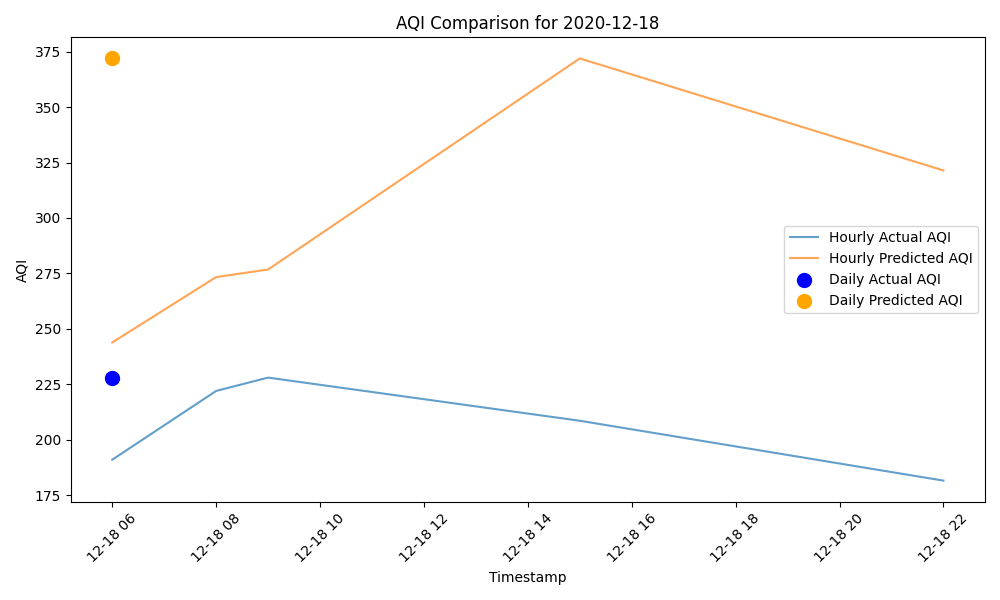 AQI Comparison for 2020-12-18
375
350
325
300
275
250
225
200
175
AQI
Hourly Actual AQI
Hourly Predicted AQI
Daily Actual AQI
Daily Predicted AQI
12-18 06
12-18 08
12-18 10
12-18 12
12-18 14
12-18 16
12-18 18
12-18 20
12-18 22
Timestamp